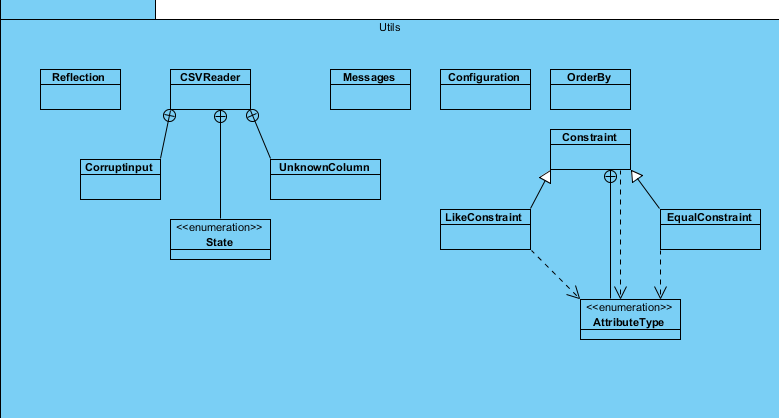 Utils
Reflection
CSVReader
Messages
Configuration
OrderBy
Constraint
CorruptInput
UnknownColumn
LikeConstraint
EqualConstraint
<<enumeration>>
State
<<enumeration>>
AttributeType